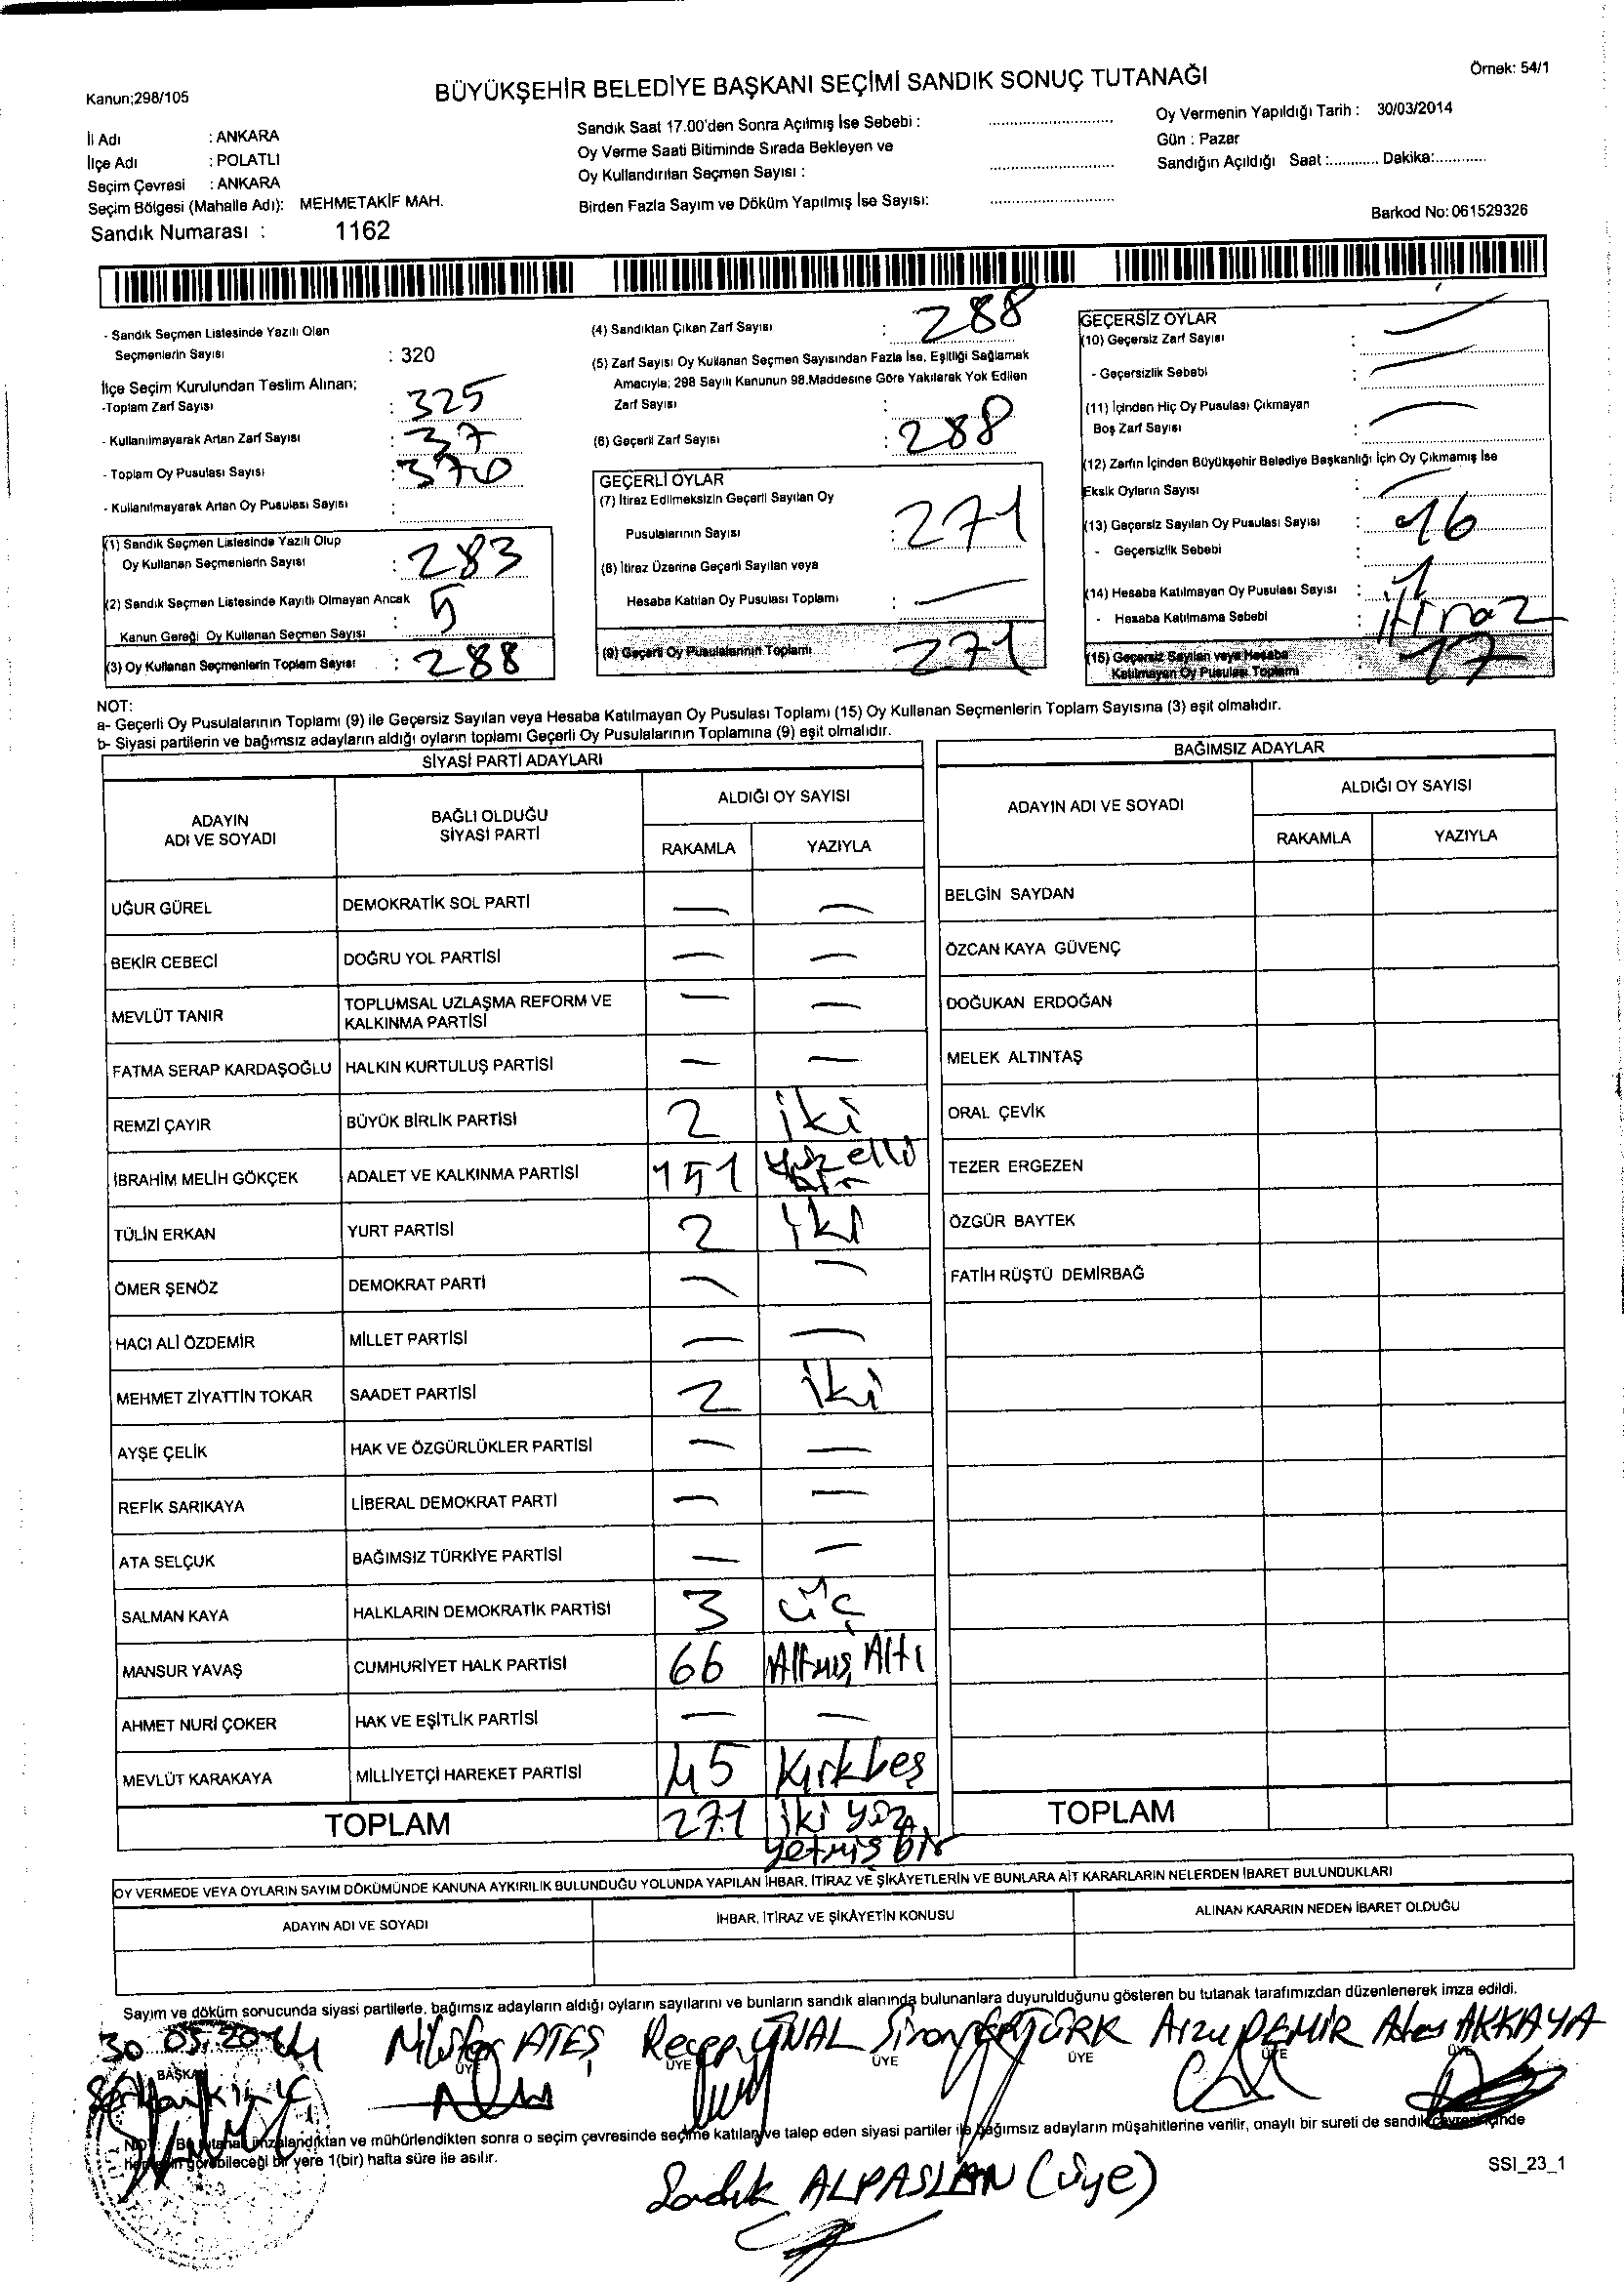 Örnek: 54/1
Kanun;298/105
BÜYÜKŞEHİR BELEDİYE BAŞKANI SEÇİMİ SANDIK SONUÇ TUTANAĞI
İl Adı : ANKARA
İlçe Adı : POLATLI
Seçim Çevresi : ANKARA
Seçim Bölgesi (Mahalle Adı): MEHMETAKİF MAH.
Sandık Numarası : 1162
Sandık Saat 17.00'den Sonra Açılmış İse Sebebi :
Oy Verme Saati Bitiminde Sırada Bekleyen ve
Oy Kullandırılan Seçmen Sayısı :
Birden Fazla Sayım ve Döküm Yapılmış İse Sayısı:
Oy Vermenin Yapıldığı Tarih : 30/03/2014
Gün : Pazar
Sandığın Açıldığı Saat :............ Dakika:............
Barkod No: 061529326
- Sandık Seçmen Listesinde Yazılı Olan
Seçmenlerin Sayısı : 320
İlçe Seçim Kurulundan Teslim Alınan;
-Toplam Zarf Sayısı : 325
- Kullanılmayarak Artan Zarf Sayısı : 37
- Toplam Oy Pusulası Sayısı : 370
- Kullanılmayarak Artan Oy Pusulası Sayısı :
(1) Sandık Seçmen Listesinde Yazılı Olup
Oy Kullanan Seçmenlerin Sayısı : 283
(2) Sandık Seçmen Listesinde Kayıtlı Olmayan Ancak
Kanun Gereği Oy Kullanan Seçmen Sayısı : 5
(3) Oy Kullanan Seçmenlerin Toplam Sayısı : 288
(4) Sandıktan Çıkan Zarf Sayısı : 288
(5) Zarf Sayısı Oy Kullanan Seçmen Sayısından Fazla İse, Eşitliği Sağlamak
Amacıyla; 298 Sayılı Kanunun 98.Maddesine Göre Yakılarak Yok Edilen
Zarf Sayısı :
(6) Geçerli Zarf Sayısı : 288
GEÇERLİ OYLAR
(7) İtiraz Edilmeksizin Geçerli Sayılan Oy
Pusulalarının Sayısı : 271
(8) İtiraz Üzerine Geçerli Sayılan veya
Hesaba Katılan Oy Pusulası Toplamı : —
(9) Geçerli Oy Pusulalarının Toplamı 271
GEÇERSİZ OYLAR
(10) Geçersiz Zarf Sayısı : —
- Geçersizlik Sebebi : —
(11) İçinden Hiç Oy Pusulası Çıkmayan
Boş Zarf Sayısı : —
(12) Zarfın İçinden Büyükşehir Belediye Başkanlığı İçin Oy Çıkmamış İse
Eksik Oyların Sayısı : —
(13) Geçersiz Sayılan Oy Pusulası Sayısı : 16
- Geçersizlik Sebebi :
(14) Hesaba Katılmayan Oy Pusulası Sayısı : 1
- Hesaba Katılmama Sebebi : itiraz
(15) Geçersiz Sayılan veya Hesaba
Katılmayan Oy Pusulası Toplamı 17
NOT:
a- Geçerli Oy Pusulalarının Toplamı (9) ile Geçersiz Sayılan veya Hesaba Katılmayan Oy Pusulası Toplamı (15) Oy Kullanan Seçmenlerin Toplam Sayısına (3) eşit olmalıdır.
b- Siyasi partilerin ve bağımsız adayların aldığı oyların toplamı Geçerli Oy Pusulalarının Toplamına (9) eşit olmalıdır.
SİYASİ PARTİ ADAYLARI
ADAYIN
ADI VE SOYADI
BAĞLI OLDUĞU
SİYASİ PARTİ
ALDIĞI OY SAYISI
RAKAMLA YAZIYLA
UĞUR GÜREL DEMOKRATİK SOL PARTİ — —
BEKİR CEBECİ DOĞRU YOL PARTİSİ — —
MEVLÜT TANIR TOPLUMSAL UZLAŞMA REFORM VE
KALKINMA PARTİSİ — —
FATMA SERAP KARDAŞOĞLU HALKIN KURTULUŞ PARTİSİ — —
REMZİ ÇAYIR BÜYÜK BİRLİK PARTİSİ 2 iki
İBRAHİM MELİH GÖKÇEK ADALET VE KALKINMA PARTİSİ 151 yüz elli
bir
TÜLİN ERKAN YURT PARTİSİ 2 iki
ÖMER ŞENÖZ DEMOKRAT PARTİ — —
HACI ALİ ÖZDEMİR MİLLET PARTİSİ — —
MEHMET ZİYATTİN TOKAR SAADET PARTİSİ 2 iki
AYŞE ÇELİK HAK VE ÖZGÜRLÜKLER PARTİSİ — —
REFİK SARIKAYA LİBERAL DEMOKRAT PARTİ — —
ATA SELÇUK BAĞIMSIZ TÜRKİYE PARTİSİ — —
SALMAN KAYA HALKLARIN DEMOKRATİK PARTİSİ 3 üç
MANSUR YAVAŞ CUMHURİYET HALK PARTİSİ 66 Altmış Altı
AHMET NURİ ÇOKER HAK VE EŞİTLİK PARTİSİ — —
MEVLÜT KARAKAYA MİLLİYETÇİ HAREKET PARTİSİ 45 Kırkbeş
TOPLAM 271 iki yüz
yetmiş bir
BAĞIMSIZ ADAYLAR
ADAYIN ADI VE SOYADI
ALDIĞI OY SAYISI
RAKAMLA YAZIYLA
BELGİN SAYDAN
ÖZCAN KAYA GÜVENÇ
DOĞUKAN ERDOĞAN
MELEK ALTINTAŞ
ORAL ÇEVİK
TEZER ERGEZEN
ÖZGÜR BAYTEK
FATİH RÜŞTÜ DEMİRBAĞ
TOPLAM
OY VERMEDE VEYA OYLARIN SAYIM DÖKÜMÜNDE KANUNA AYKIRILIK BULUNDUĞU YOLUNDA YAPILAN İHBAR, İTİRAZ VE ŞİKÂYETLERİN VE BUNLARA AİT KARARLARIN NELERDEN İBARET BULUNDUKLARI
ADAYIN ADI VE SOYADI İHBAR, İTİRAZ VE ŞİKÂYETİN KONUSU ALINAN KARARIN NEDEN İBARET OLDUĞU
Sayım ve döküm sonucunda siyasi partilerle, bağımsız adayların aldığı oyların sayılarını ve bunların sandık alanında bulunanlara duyurulduğunu gösteren bu tutanak tarafımızdan düzenlenerek imza edildi.
30 03.2014 Nilüfer ATEŞ Recep ÜNAL ERTÜRK Arzu DEMİR Ateş AKKAYA
BAŞKAN ÜYE ÜYE ÜYE ÜYE ÜYE ÜYE
NOT: Bu tutanak imzalandıktan ve mühürlendikten sonra o seçim çevresinde seçime katılan ve talep eden siyasi partiler ile bağımsız adayların müşahitlerine verilir, onaylı bir sureti de sandık çevresi içinde
herkesin görebileceği bir yere 1(bir) hafta süre ile asılır.
SSI_23_1
Sadık ALPASLAN (üye)